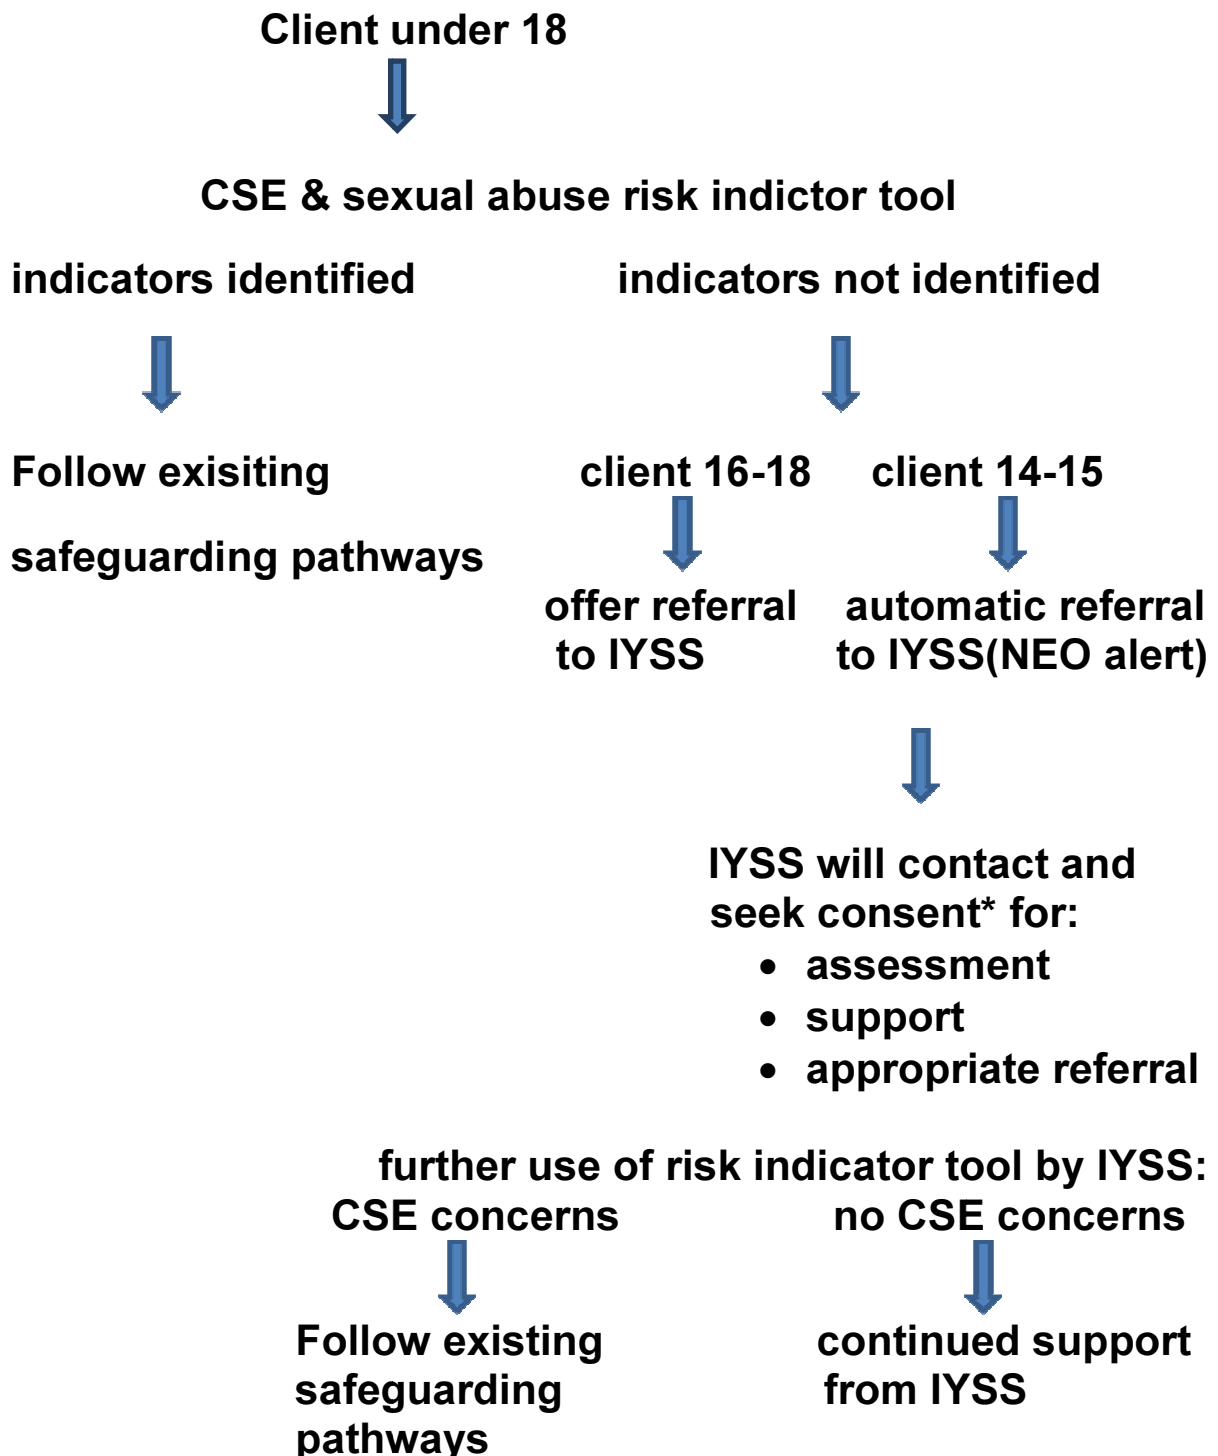 Client under 18
CSE & sexual abuse risk indictor tool
indicators identified
indicators not identified
Follow exisiting
safeguarding pathways
client 16-18
client 14-15
offer referral
to IYSS
automatic referral
to IYSS(NEO alert)
IYSS will contact and
seek consent* for:
• assessment
• support
• appropriate referral
further use of risk indicator tool by IYSS:
CSE concerns
no CSE concerns
Follow existing
safeguarding
pathways
continued support
from IYSS